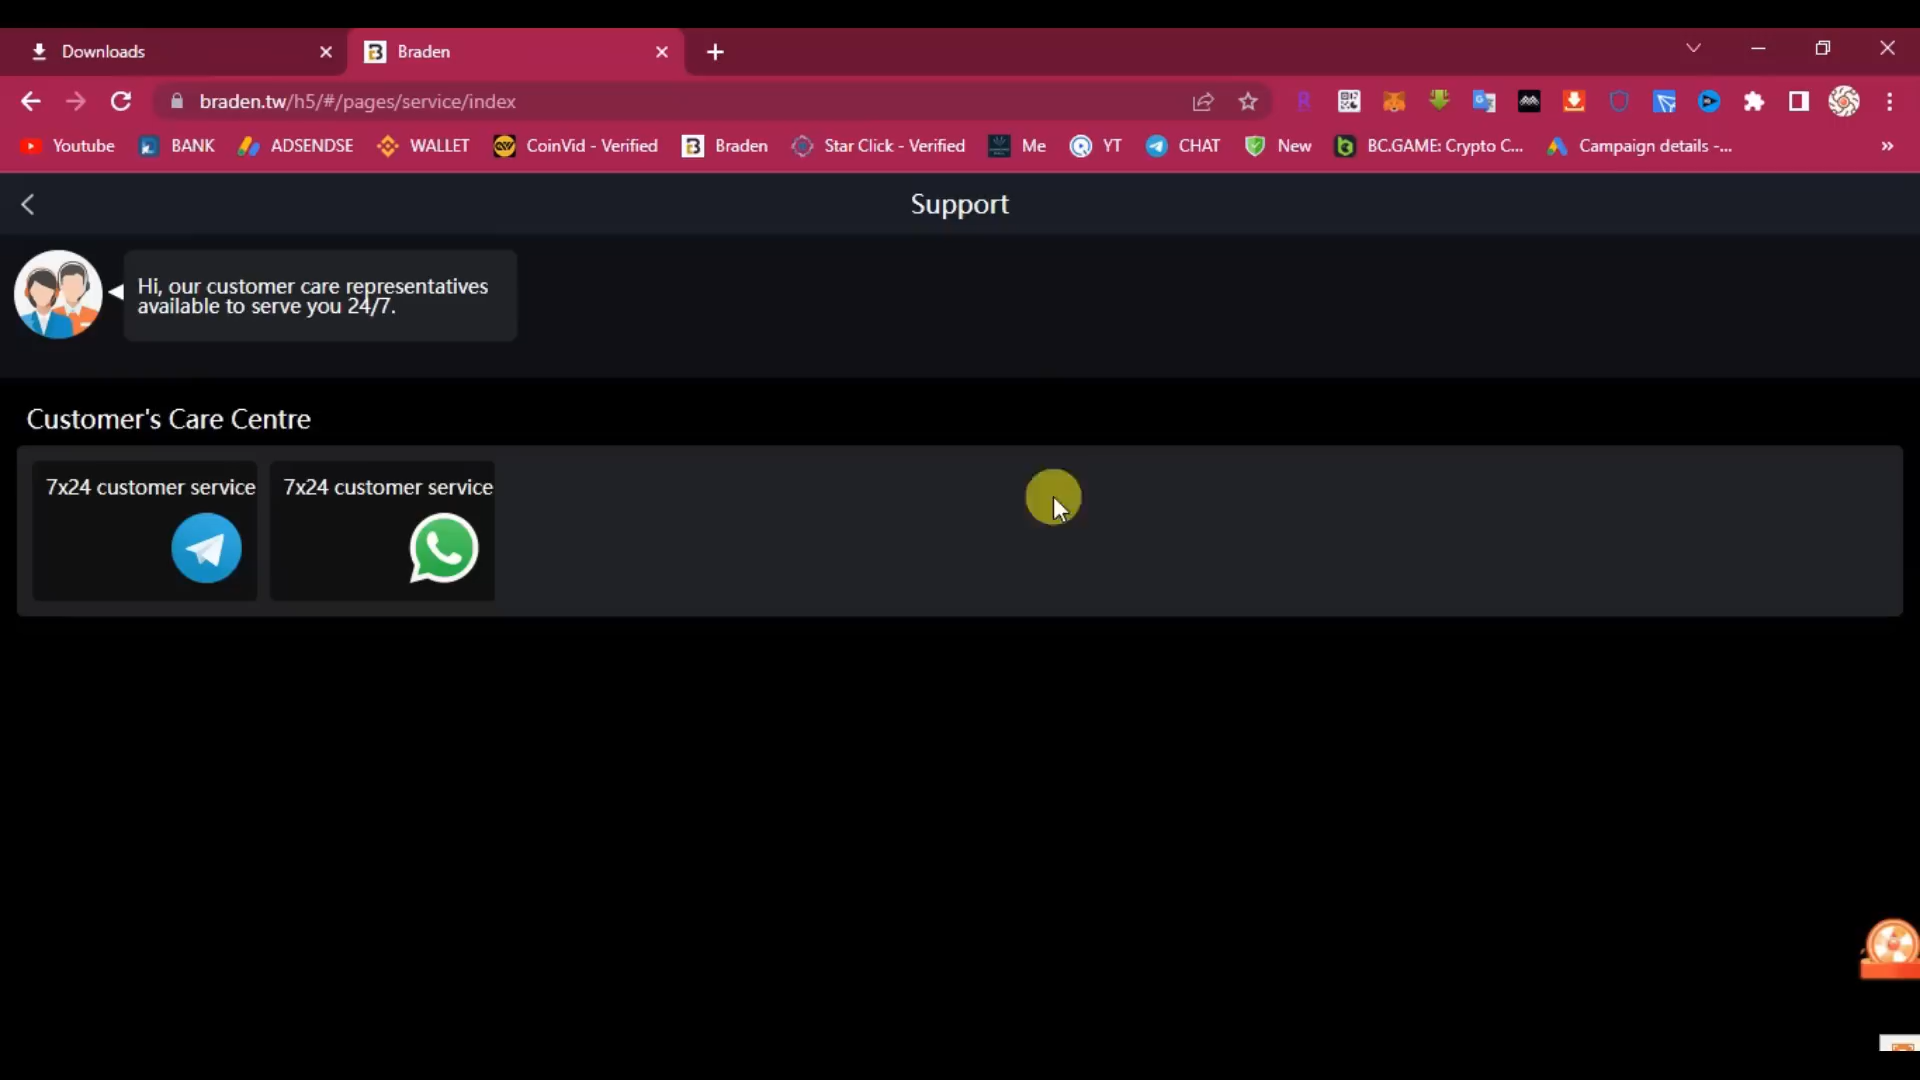 Downloads
Braden
braden.tw/h5/#/pages/service/index
Youtube
BANK
ADSENDSE
WALLET
CoinVid - Verified
Braden
Star Click - Verified
Me
YT
CHAT
New
BC.GAME: Crypto C...
Campaign details -...
Support
Hi, our customer care representatives
available to serve you 24/7.
Customer's Care Centre
7x24 customer service
7x24 customer service